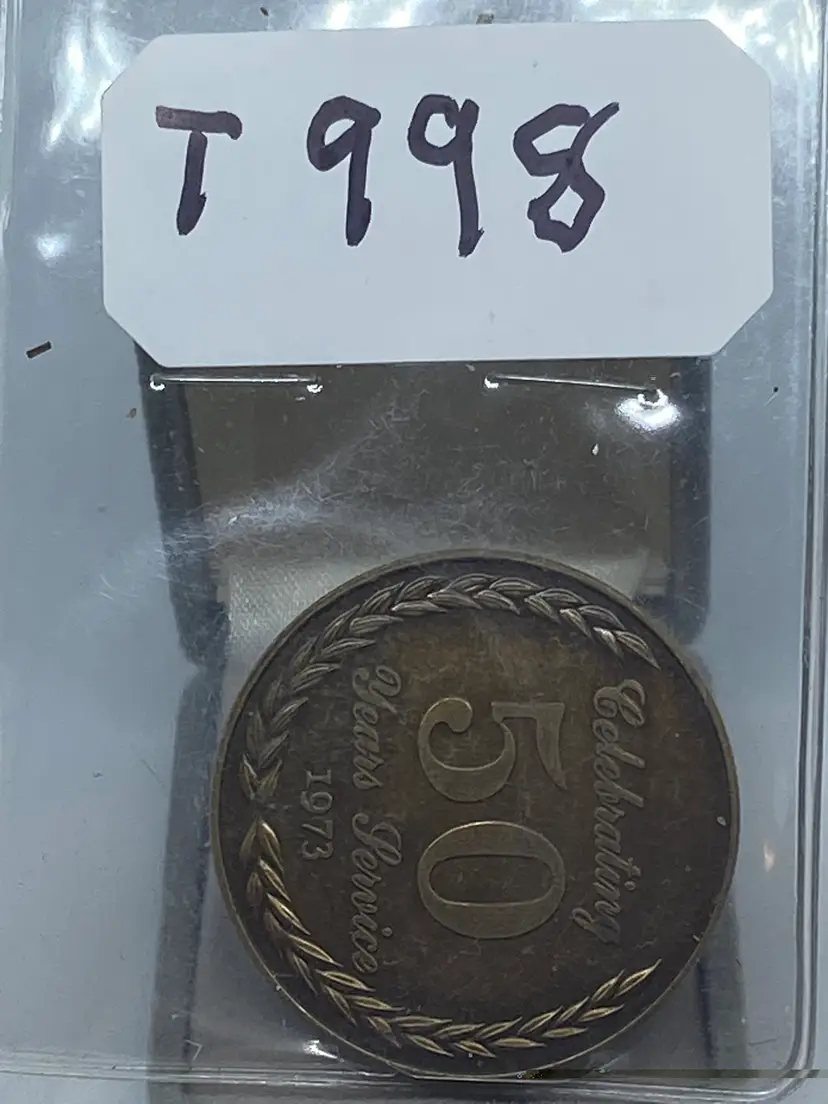 T998
Celebrating
50
Years Service
1973